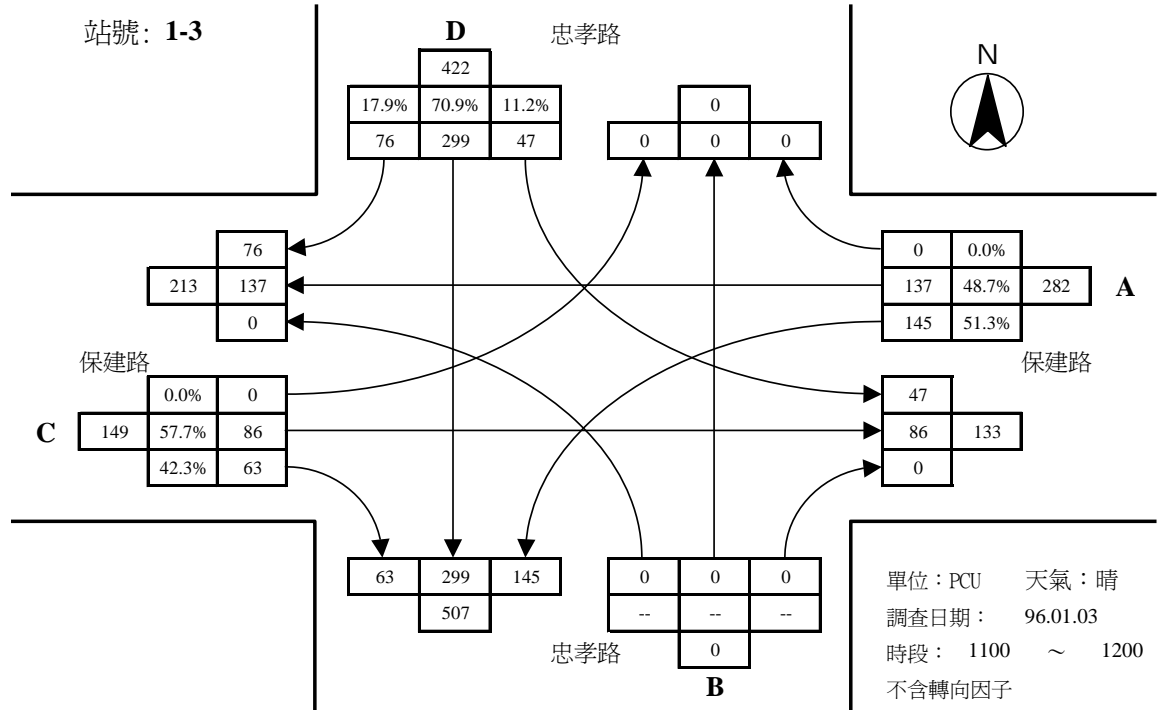 站號: 1-3
D
忠孝路
N
422
17.9% 70.9% 11.2%
0
76 299 47
0 0 0
76
0 0.0%
213 137
137 48.7% 282
A
0
145 51.3%
保建路
保建路
0.0% 0
47
C
149 57.7% 86
86 133
42.3% 63
0
63 299 145
0 0 0
507
-- -- --
忠孝路
0
B
單位：PCU 天氣：晴
調查日期： 96.01.03
時段： 1100 ～ 1200
不含轉向因子